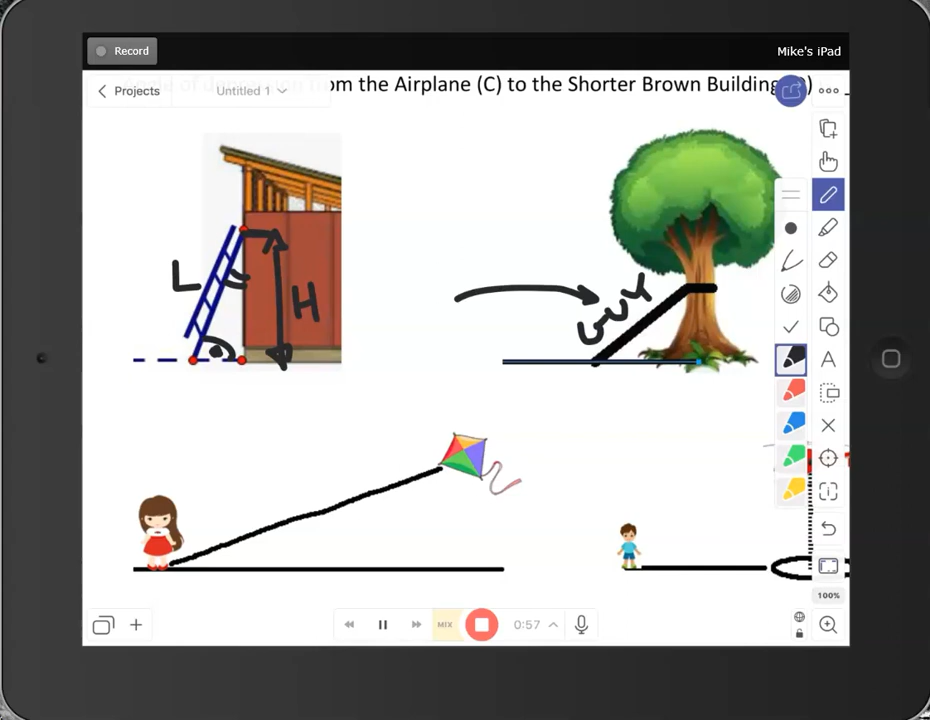 Record
Mike's iPad
om the Airplane (C) to the Shorter Brown Building
Projects
Untitled 1
L
H
GUY
A
MIX
0:57
100%